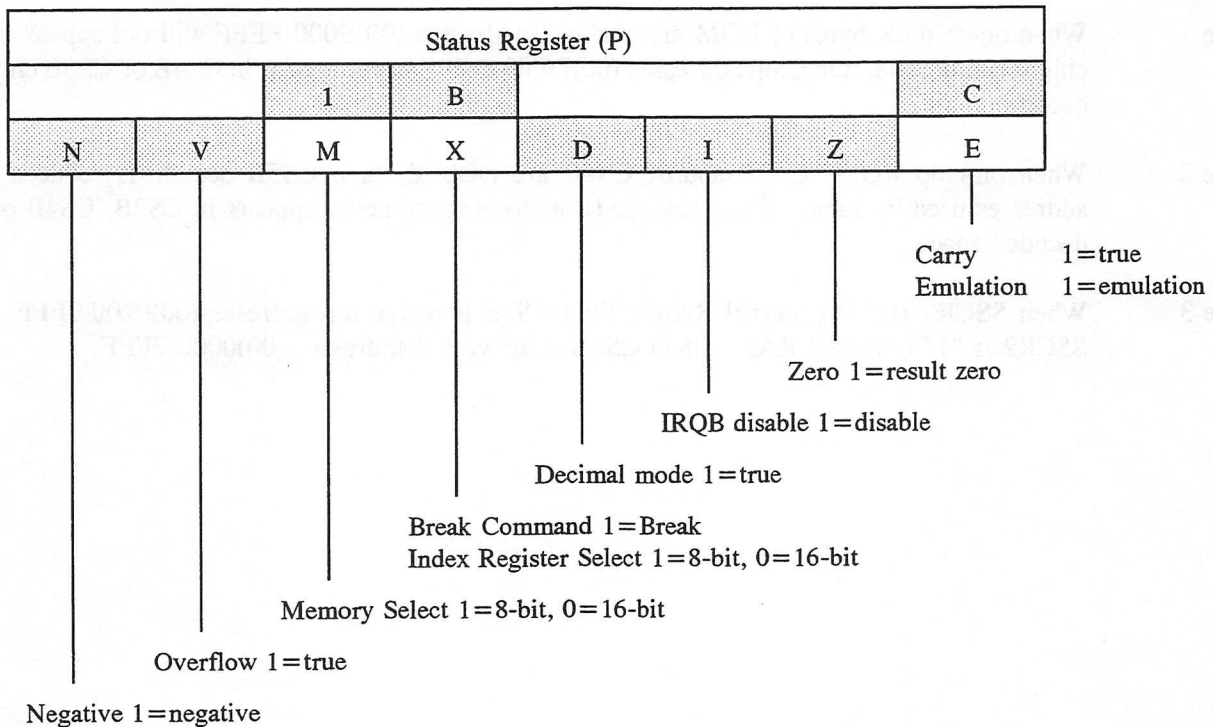 Status Register (P)
1 B C
N V M X D I Z E
Carry 1=true
Emulation 1=emulation
Zero 1=result zero
IRQB disable 1=disable
Decimal mode 1=true
Break Command 1=Break
Index Register Select 1=8-bit, 0=16-bit
Memory Select 1=8-bit, 0=16-bit
Overflow 1=true
Negative 1=negative